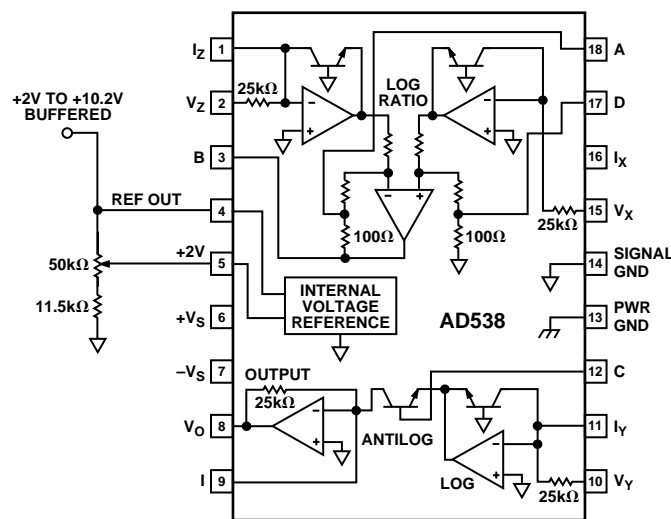 I_Z 1
25kΩ
V_Z 2
B 3
+2V TO +10.2V
BUFFERED
REF OUT
4
+2V
5
50kΩ
11.5kΩ
+V_S 6
–V_S 7
V_O 8
I 9
LOG
RATIO
– + – +
– +
100Ω
100Ω
INTERNAL
VOLTAGE
REFERENCE
AD538
OUTPUT
25kΩ
– +
ANTILOG
LOG
– +
25kΩ
25kΩ
18 A
17 D
16 I_X
15 V_X
14 SIGNAL
GND
13 PWR
GND
12 C
11 I_Y
10 V_Y